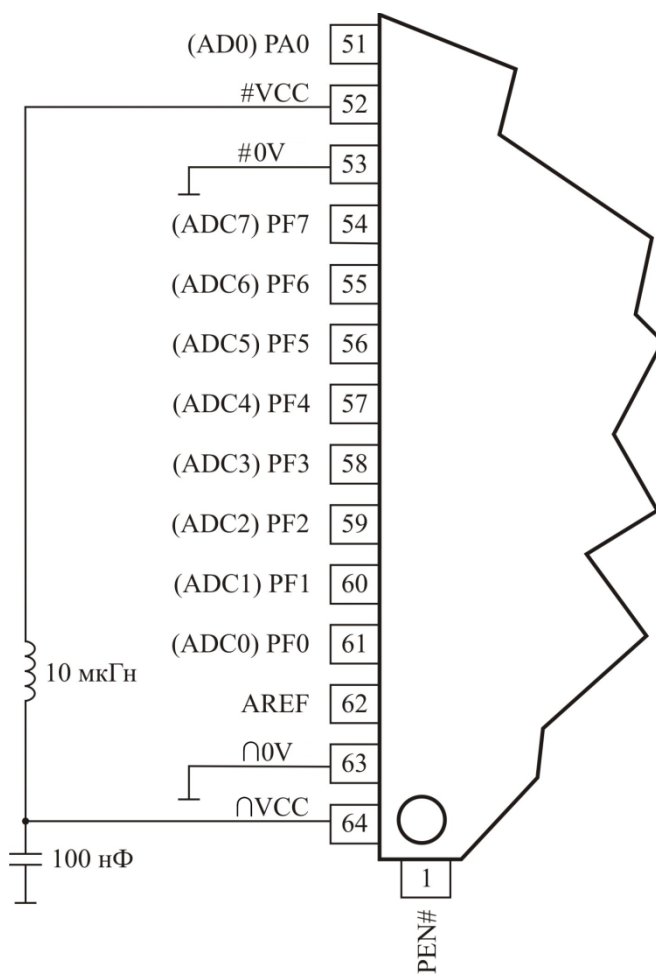 (AD0) PA0 51
#VCC 52
#0V 53
(ADC7) PF7 54
(ADC6) PF6 55
(ADC5) PF5 56
(ADC4) PF4 57
(ADC3) PF3 58
(ADC2) PF2 59
(ADC1) PF1 60
(ADC0) PF0 61
10 мкГн
AREF 62
∩0V 63
∩VCC 64
100 нФ
1
PEN#